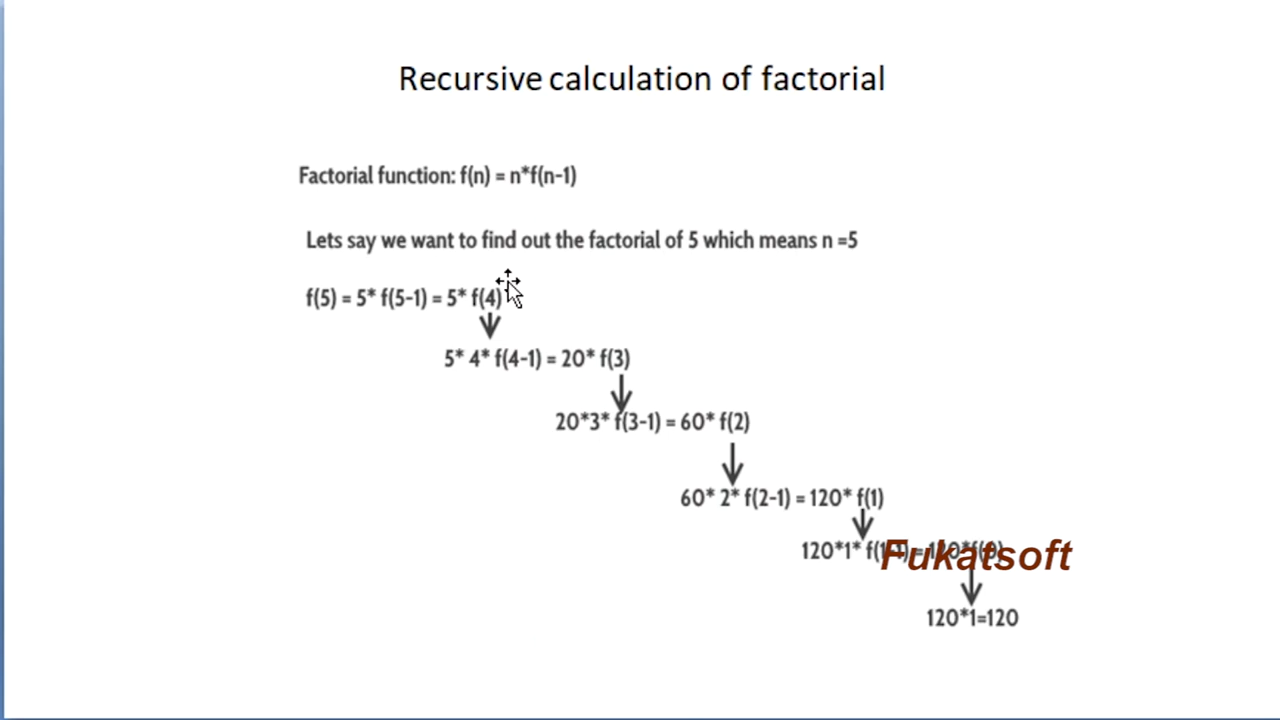 Recursive calculation of factorial
Factorial function: f(n) = n*f(n-1)
Lets say we want to find out the factorial of 5 which means n =5
f(5) = 5* f(5-1) = 5* f(4)
5* 4* f(4-1) = 20* f(3)
20*3* f(3-1) = 60* f(2)
60* 2* f(2-1) = 120* f(1)
120*1*
Fukatsoft
120*1=120